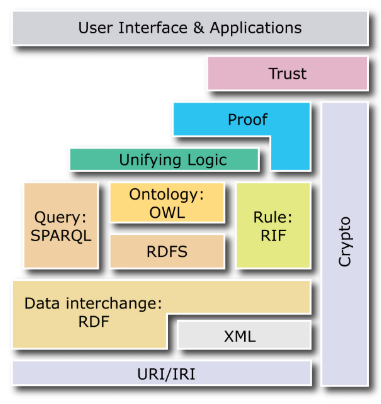 User Interface & Applications
Trust
Proof
Unifying Logic
Query:
SPARQL
Ontology:
OWL
RDFS
Rule:
RIF
Crypto
Data interchange:
RDF
XML
URI/IRI